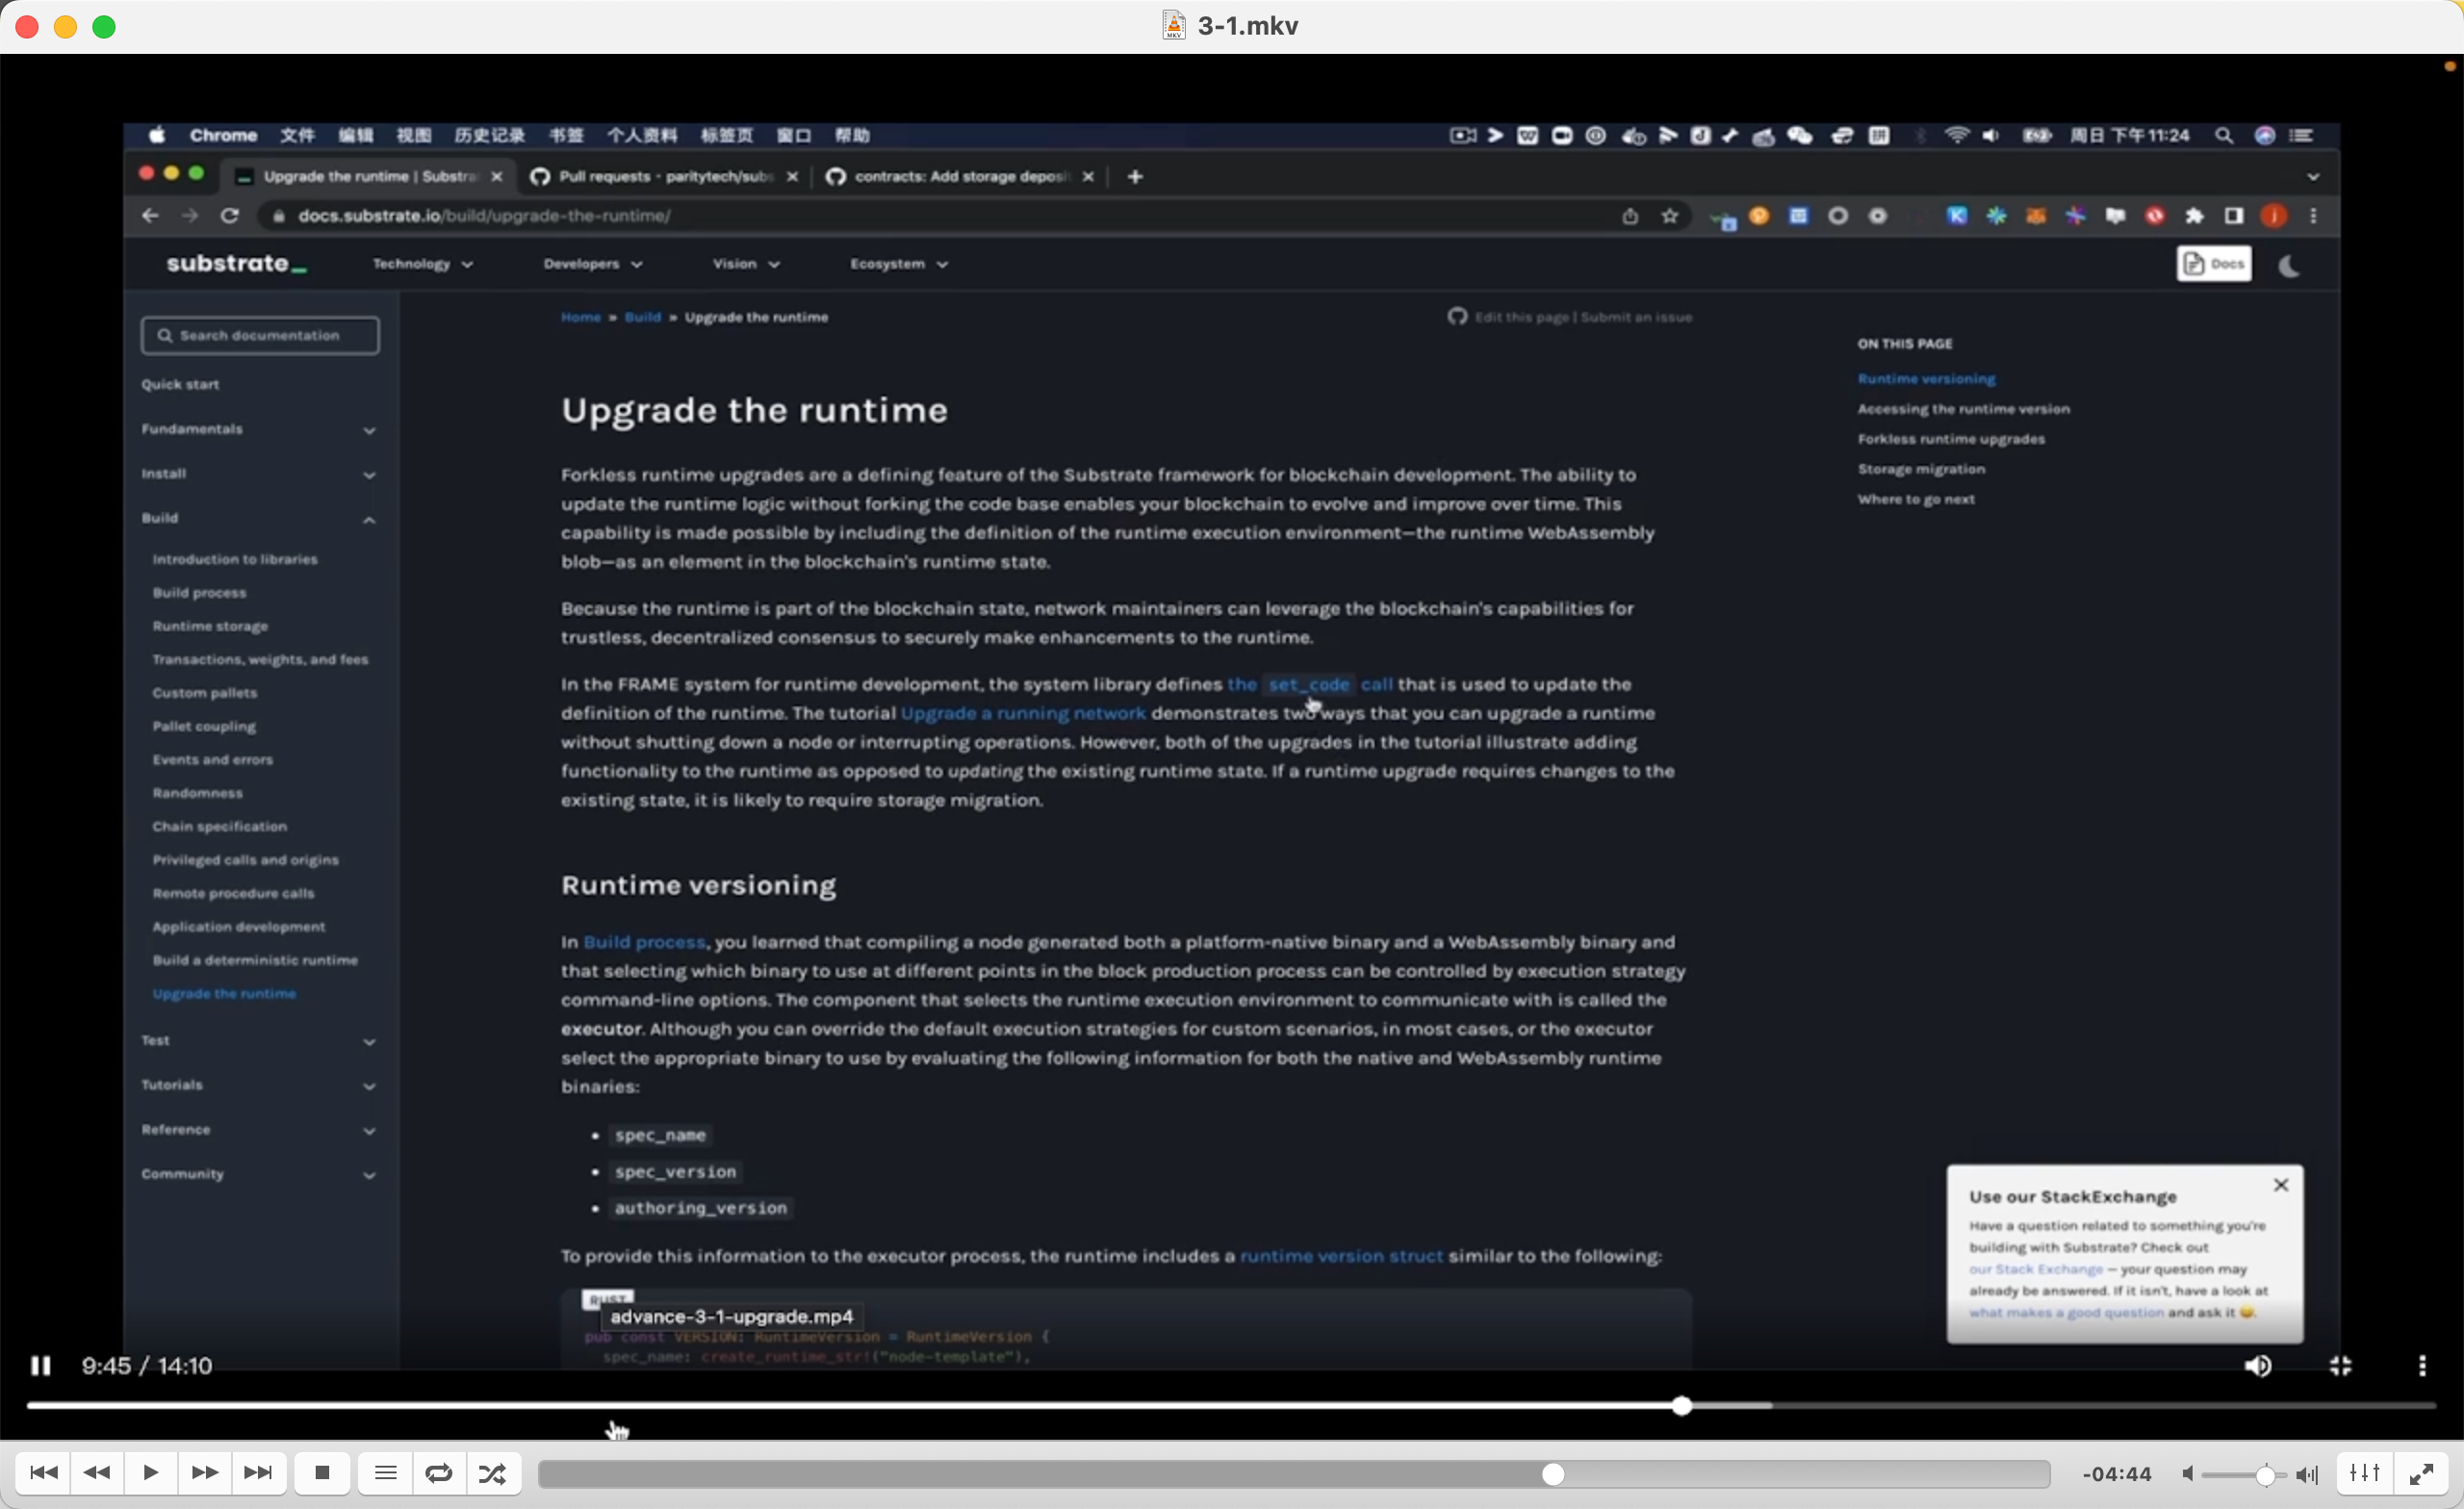 3-1.mkv
Chrome 文件 编辑 视图 历史记录 书签 个人资料 标签页 窗口 帮助 周日 下午11:24
Upgrade the runtime | Substra
Pull requests · paritytech/subs
contracts: Add storage deposi
docs.substrate.io/build/upgrade-the-runtime/
substrate_ Technology Developers Vision Ecosystem Docs
Search documentation
Quick start
Fundamentals
Install
Build
Introduction to libraries
Build process
Runtime storage
Transactions, weights, and fees
Custom pallets
Pallet coupling
Events and errors
Randomness
Chain specification
Privileged calls and origins
Remote procedure calls
Application development
Build a deterministic runtime
Upgrade the runtime
Test
Tutorials
Reference
Community
Home » Build » Upgrade the runtime
Edit this page | Submit an issue
Upgrade the runtime
Forkless runtime upgrades are a defining feature of the Substrate framework for blockchain development. The ability to
update the runtime logic without forking the code base enables your blockchain to evolve and improve over time. This
capability is made possible by including the definition of the runtime execution environment—the runtime WebAssembly
blob—as an element in the blockchain's runtime state.
Because the runtime is part of the blockchain state, network maintainers can leverage the blockchain's capabilities for
trustless, decentralized consensus to securely make enhancements to the runtime.
In the FRAME system for runtime development, the system library defines the set_code call that is used to update the
definition of the runtime. The tutorial Upgrade a running network demonstrates two ways that you can upgrade a runtime
without shutting down a node or interrupting operations. However, both of the upgrades in the tutorial illustrate adding
functionality to the runtime as opposed to updating the existing runtime state. If a runtime upgrade requires changes to the
existing state, it is likely to require storage migration.
Runtime versioning
In Build process, you learned that compiling a node generated both a platform-native binary and a WebAssembly binary and
that selecting which binary to use at different points in the block production process can be controlled by execution strategy
command-line options. The component that selects the runtime execution environment to communicate with is called the
executor. Although you can override the default execution strategies for custom scenarios, in most cases, or the executor
select the appropriate binary to use by evaluating the following information for both the native and WebAssembly runtime
binaries:
• spec_name
• spec_version
• authoring_version
To provide this information to the executor process, the runtime includes a runtime version struct similar to the following:
RUST
advance-3-1-upgrade.mp4
pub const VERSION: RuntimeVersion = RuntimeVersion {
spec_name: create_runtime_str!("node-template"),
ON THIS PAGE
Runtime versioning
Accessing the runtime version
Forkless runtime upgrades
Storage migration
Where to go next
Use our StackExchange
Have a question related to something you're
building with Substrate? Check out
our Stack Exchange — your question may
already be answered. If it isn't, have a look at
what makes a good question and ask it 😄.
9:45 / 14:10
-04:44